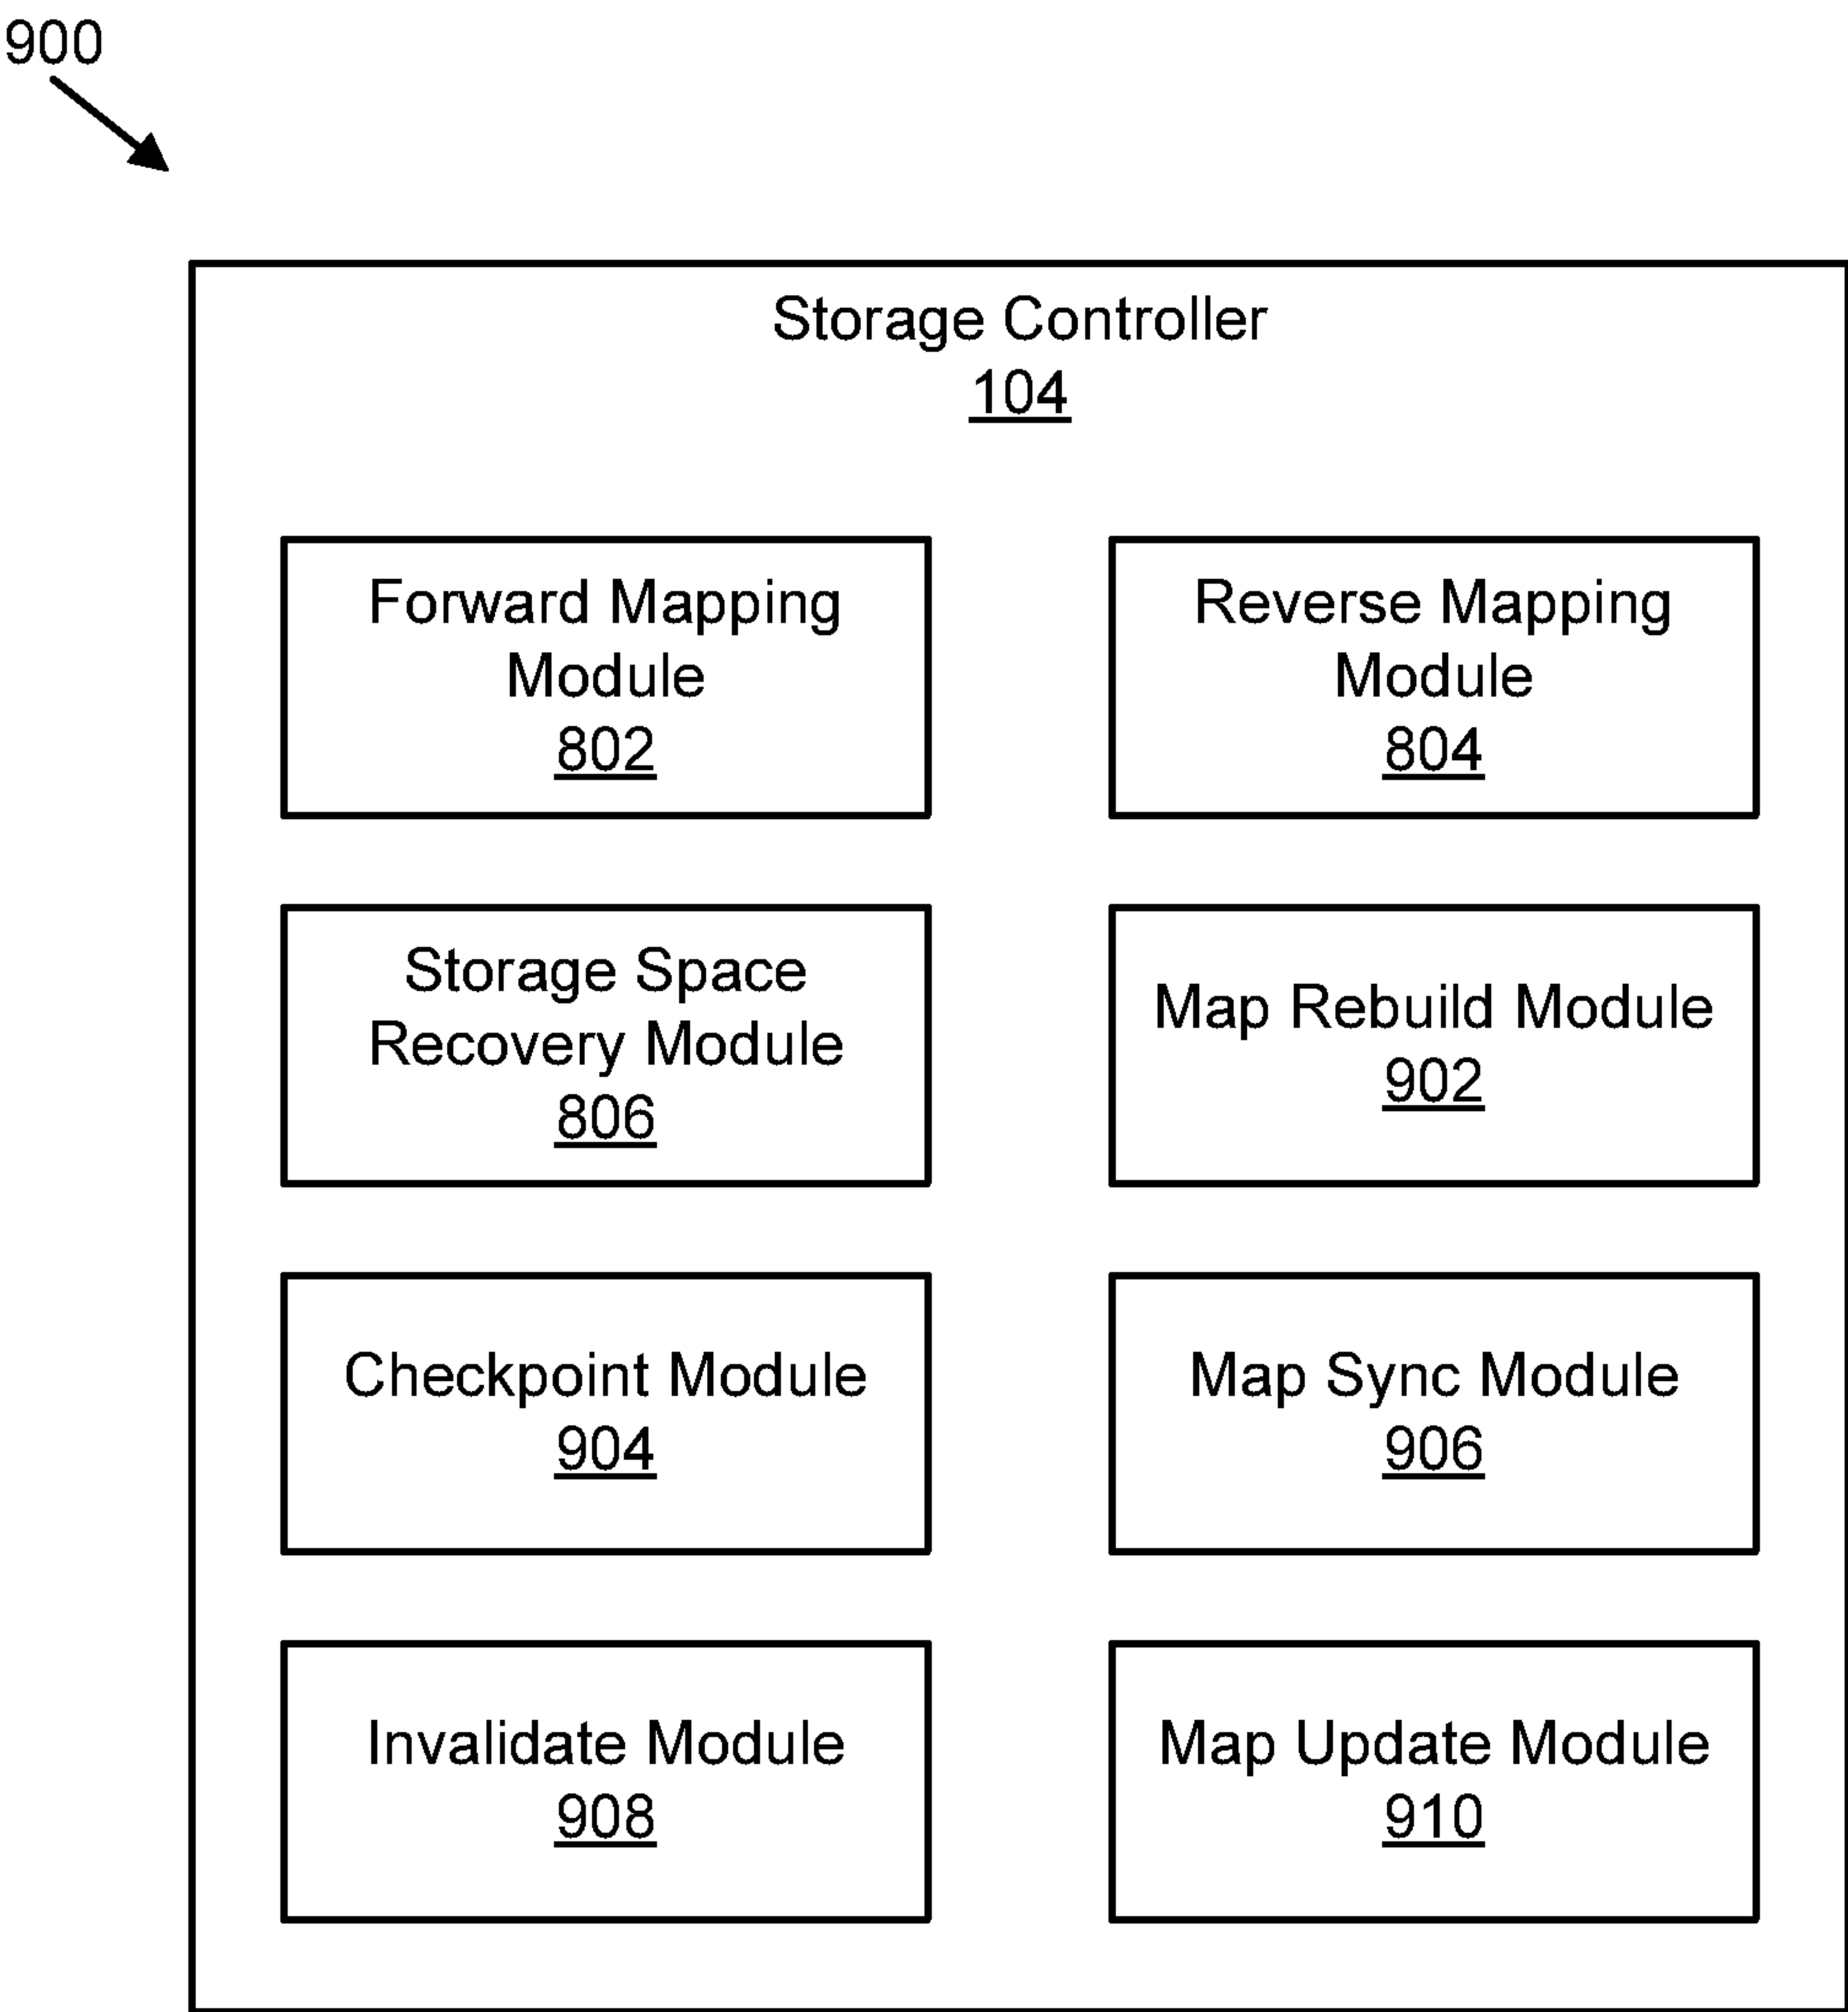 900
Storage Controller
104
Forward Mapping
Module
802
Reverse Mapping
Module
804
Storage Space
Recovery Module
806
Map Rebuild Module
902
Checkpoint Module
904
Map Sync Module
906
Invalidate Module
908
Map Update Module
910